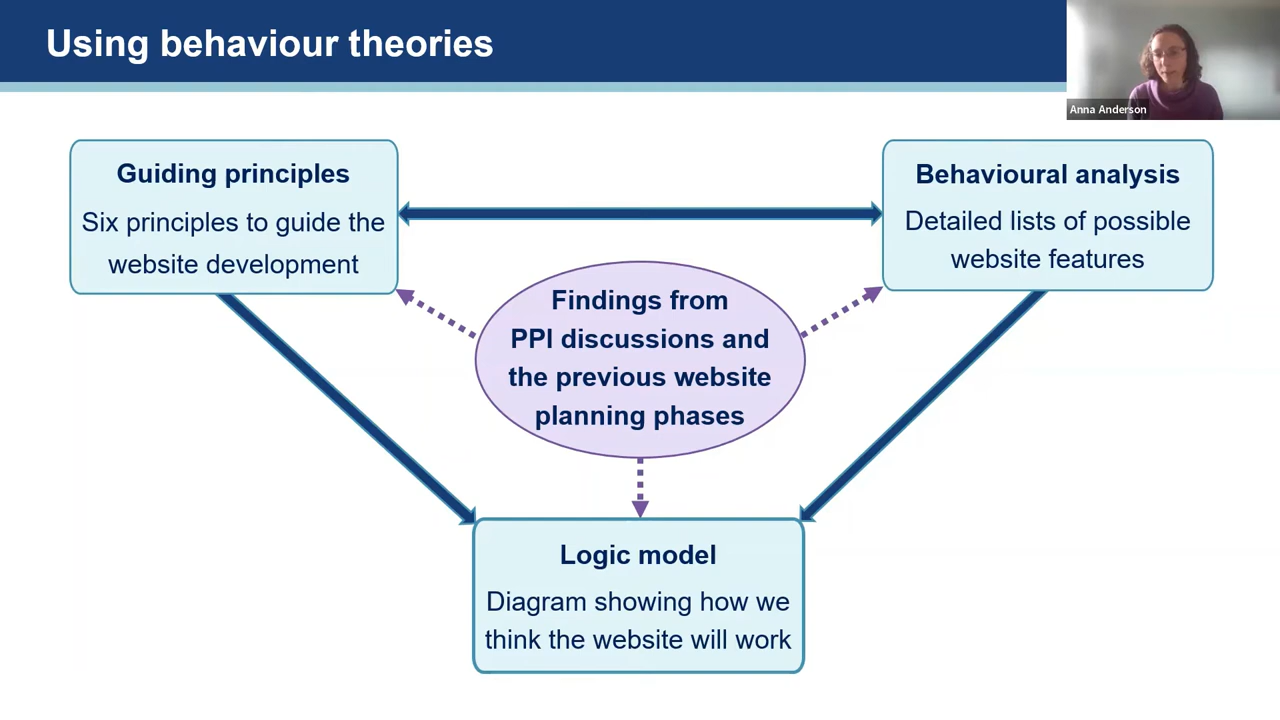 Using behaviour theories
Anna Anderson
Guiding principles
Six principles to guide the
website development
Behavioural analysis
Detailed lists of possible
website features
Findings from
PPI discussions and
the previous website
planning phases
Logic model
Diagram showing how we
think the website will work